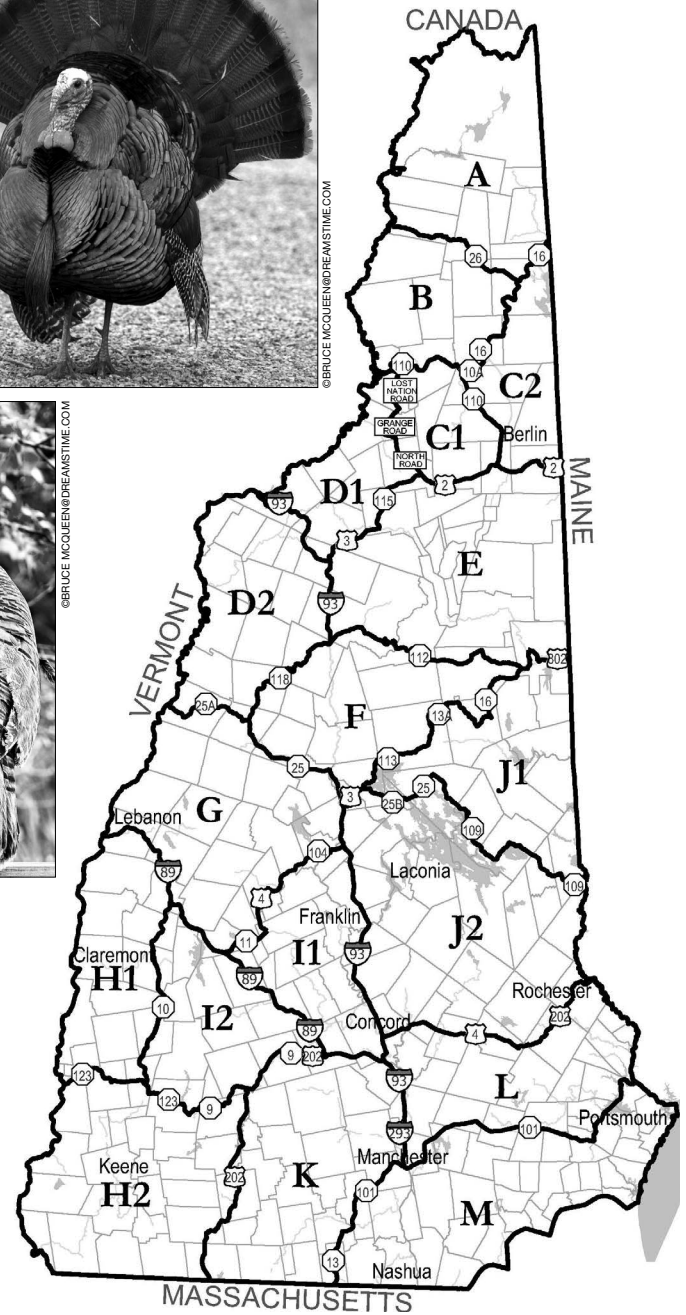 CANADA
©BRUCE MCQUEEN@DREAMSTIME.COM
A
26
16
B
16
110
10A
C2
LOST
NATION
ROAD
110
©BRUCE MCQUEEN@DREAMSTIME.COM
GRANGE
ROAD
C1
Berlin
NORTH
ROAD
2
2
MAINE
D1
93
115
3
E
D2
93
VERMONT
112
302
118
16
25A
F
13A
25
113
J1
3
25B
25
G
109
Lebanon
104
89
Laconia
109
4
Franklin
J2
11
I1
93
Claremont
H1
89
Rochester
10
I2
Concord
202
89
4
9
202
123
93
L
123
9
Portsmouth
293
101
Manchester
Keene
H2
202
K
101
M
13
Nashua
MASSACHUSETTS